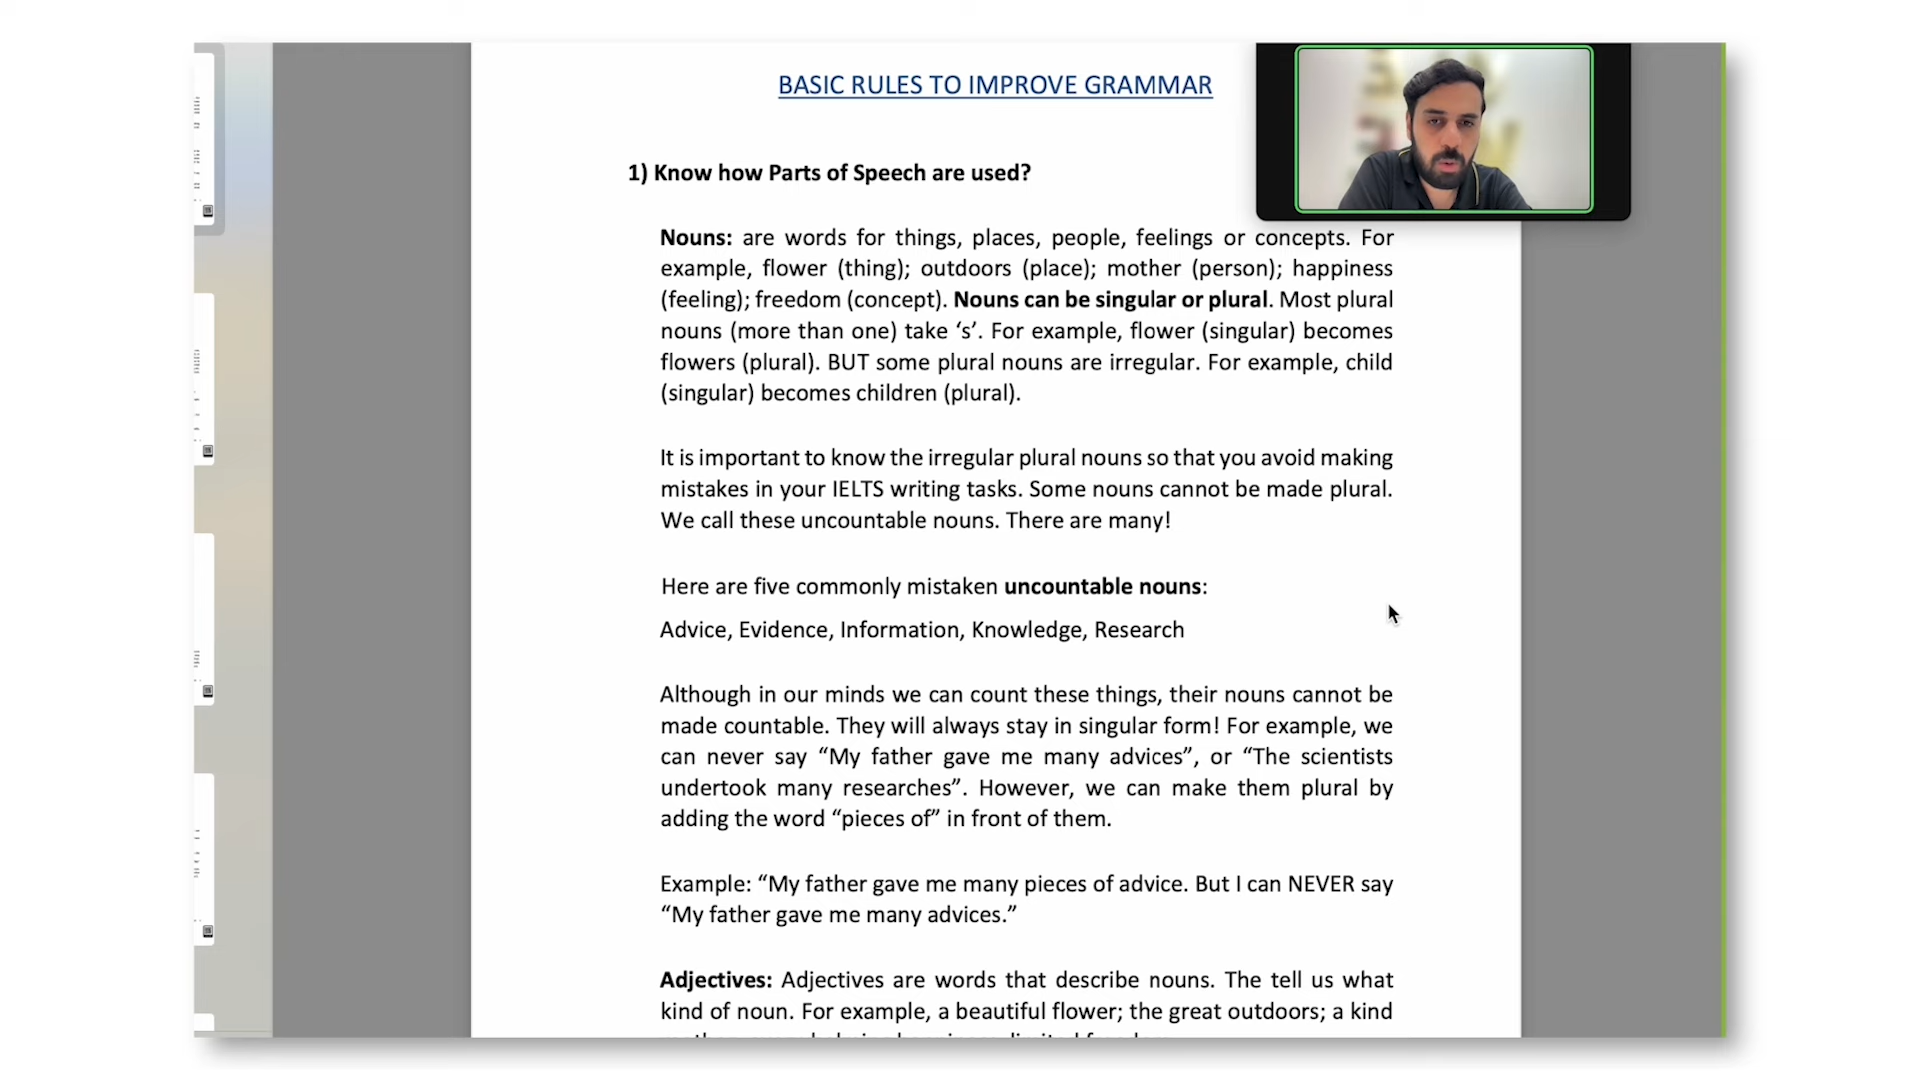 BASIC RULES TO IMPROVE GRAMMAR
1) Know how Parts of Speech are used?
Nouns: are words for things, places, people, feelings or concepts. For
example, flower (thing); outdoors (place); mother (person); happiness
(feeling); freedom (concept). Nouns can be singular or plural. Most plural
nouns (more than one) take ‘s’. For example, flower (singular) becomes
flowers (plural). BUT some plural nouns are irregular. For example, child
(singular) becomes children (plural).
It is important to know the irregular plural nouns so that you avoid making
mistakes in your IELTS writing tasks. Some nouns cannot be made plural.
We call these uncountable nouns. There are many!
Here are five commonly mistaken uncountable nouns:
Advice, Evidence, Information, Knowledge, Research
Although in our minds we can count these things, their nouns cannot be
made countable. They will always stay in singular form! For example, we
can never say “My father gave me many advices”, or “The scientists
undertook many researches”. However, we can make them plural by
adding the word “pieces of” in front of them.
Example: “My father gave me many pieces of advice. But I can NEVER say
“My father gave me many advices.”
Adjectives: Adjectives are words that describe nouns. The tell us what
kind of noun. For example, a beautiful flower; the great outdoors; a kind